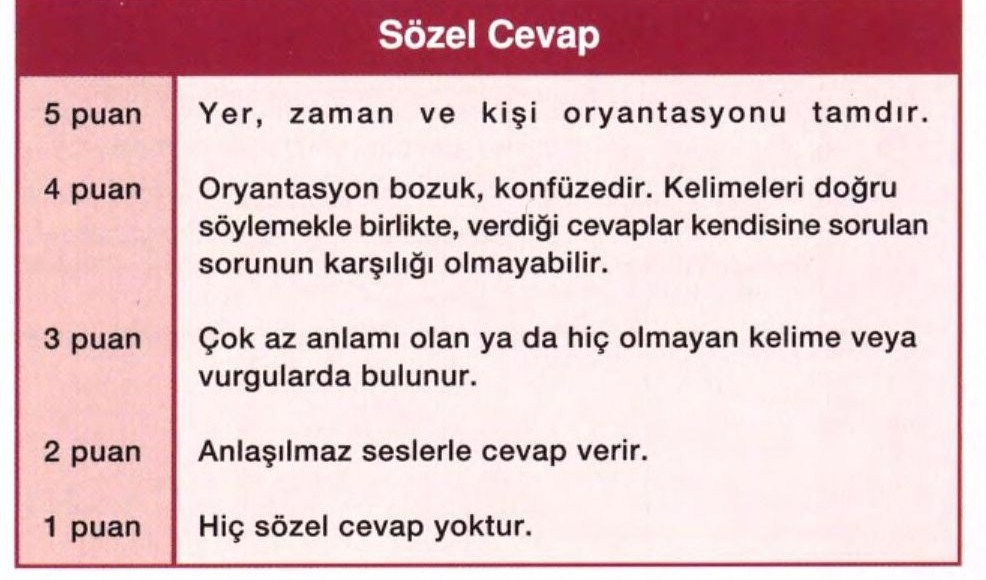 Sözel Cevap
5 puan Yer, zaman ve kişi oryantasyonu tamdır.
4 puan Oryantasyon bozuk, konfüzedir. Kelimeleri doğru
söylemekle birlikte, verdiği cevaplar kendisine sorulan
sorunun karşılığı olmayabilir.
3 puan Çok az anlamı olan ya da hiç olmayan kelime veya
vurgularda bulunur.
2 puan Anlaşılmaz seslerle cevap verir.
1 puan Hiç sözel cevap yoktur.